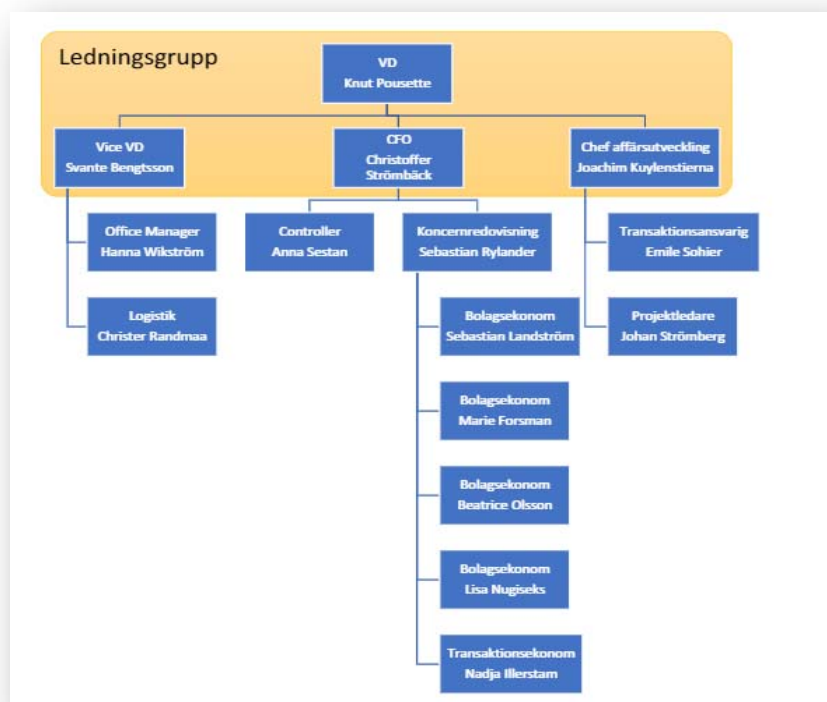 Ledningsgrupp
VD
Knut Pousette
Vice VD
Svante Bengtsson
CFO
Christoffer
Strömbäck
Chef affärsutveckling
Joachim Kuylenstierna
Office Manager
Hanna Wikström
Controller
Anna Sestan
Koncernredovisning
Sebastian Rylander
Transaktionsansvarig
Emile Sohier
Logistik
Christer Randmaa
Bolagsekonom
Sebastian Landström
Projektledare
Johan Strömberg
Bolagsekonom
Marie Forsman
Bolagsekonom
Beatrice Olsson
Bolagsekonom
Lisa Nugiseks
Transaktionsekonom
Nadja Illerstam